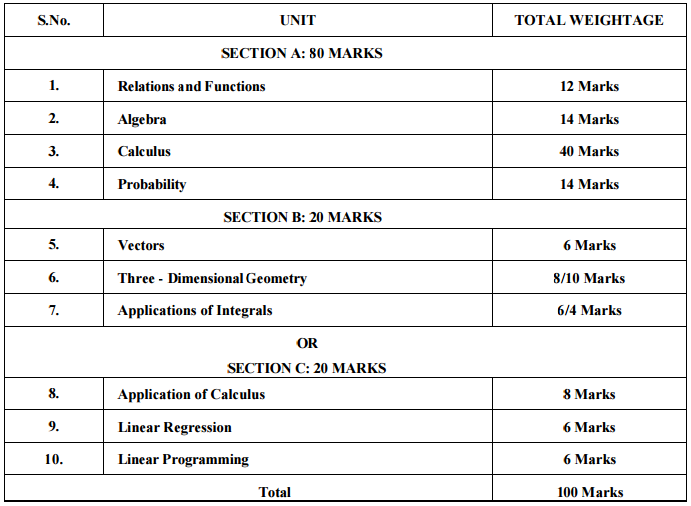 S.No. UNIT TOTAL WEIGHTAGE
SECTION A: 80 MARKS
1. Relations and Functions 12 Marks
2. Algebra 14 Marks
3. Calculus 40 Marks
4. Probability 14 Marks
SECTION B: 20 MARKS
5. Vectors 6 Marks
6. Three - Dimensional Geometry 8/10 Marks
7. Applications of Integrals 6/4 Marks
OR
SECTION C: 20 MARKS
8. Application of Calculus 8 Marks
9. Linear Regression 6 Marks
10. Linear Programming 6 Marks
Total 100 Marks